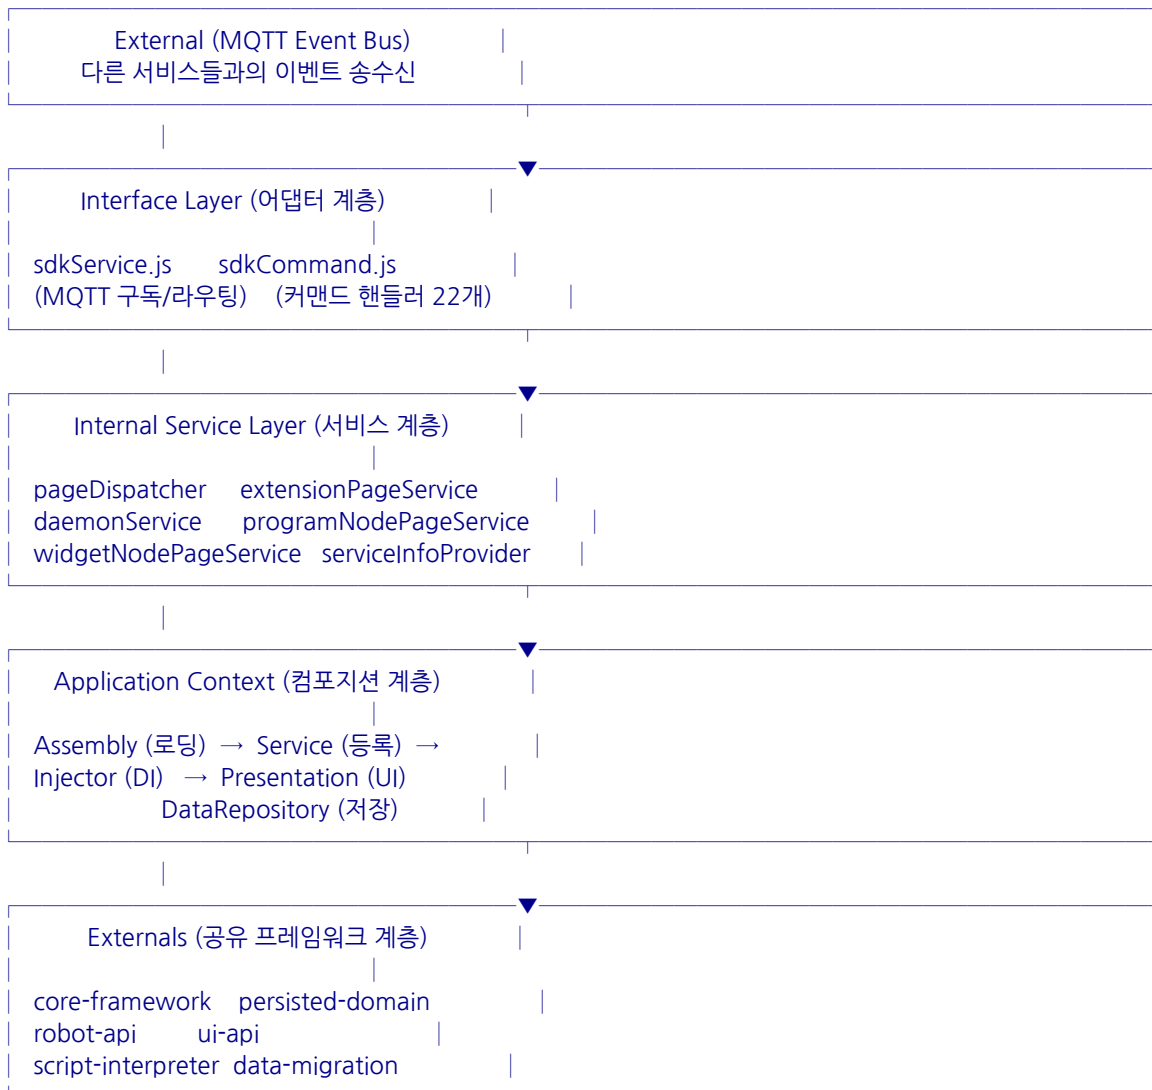 External (MQTT Event Bus)
다른 서비스들과의 이벤트 송수신
Interface Layer (어댑터 계층)
sdkService.js sdkCommand.js
(MQTT 구독/라우팅) (커맨드 핸들러 22개)
Internal Service Layer (서비스 계층)
pageDispatcher extensionPageService
daemonService programNodePageService
widgetNodePageService serviceInfoProvider
Application Context (컴포지션 계층)
Assembly (로딩) → Service (등록) →
Injector (DI) → Presentation (UI)
DataRepository (저장)
Externals (공유 프레임워크 계층)
core-framework persisted-domain
robot-api ui-api
script-interpreter data-migration